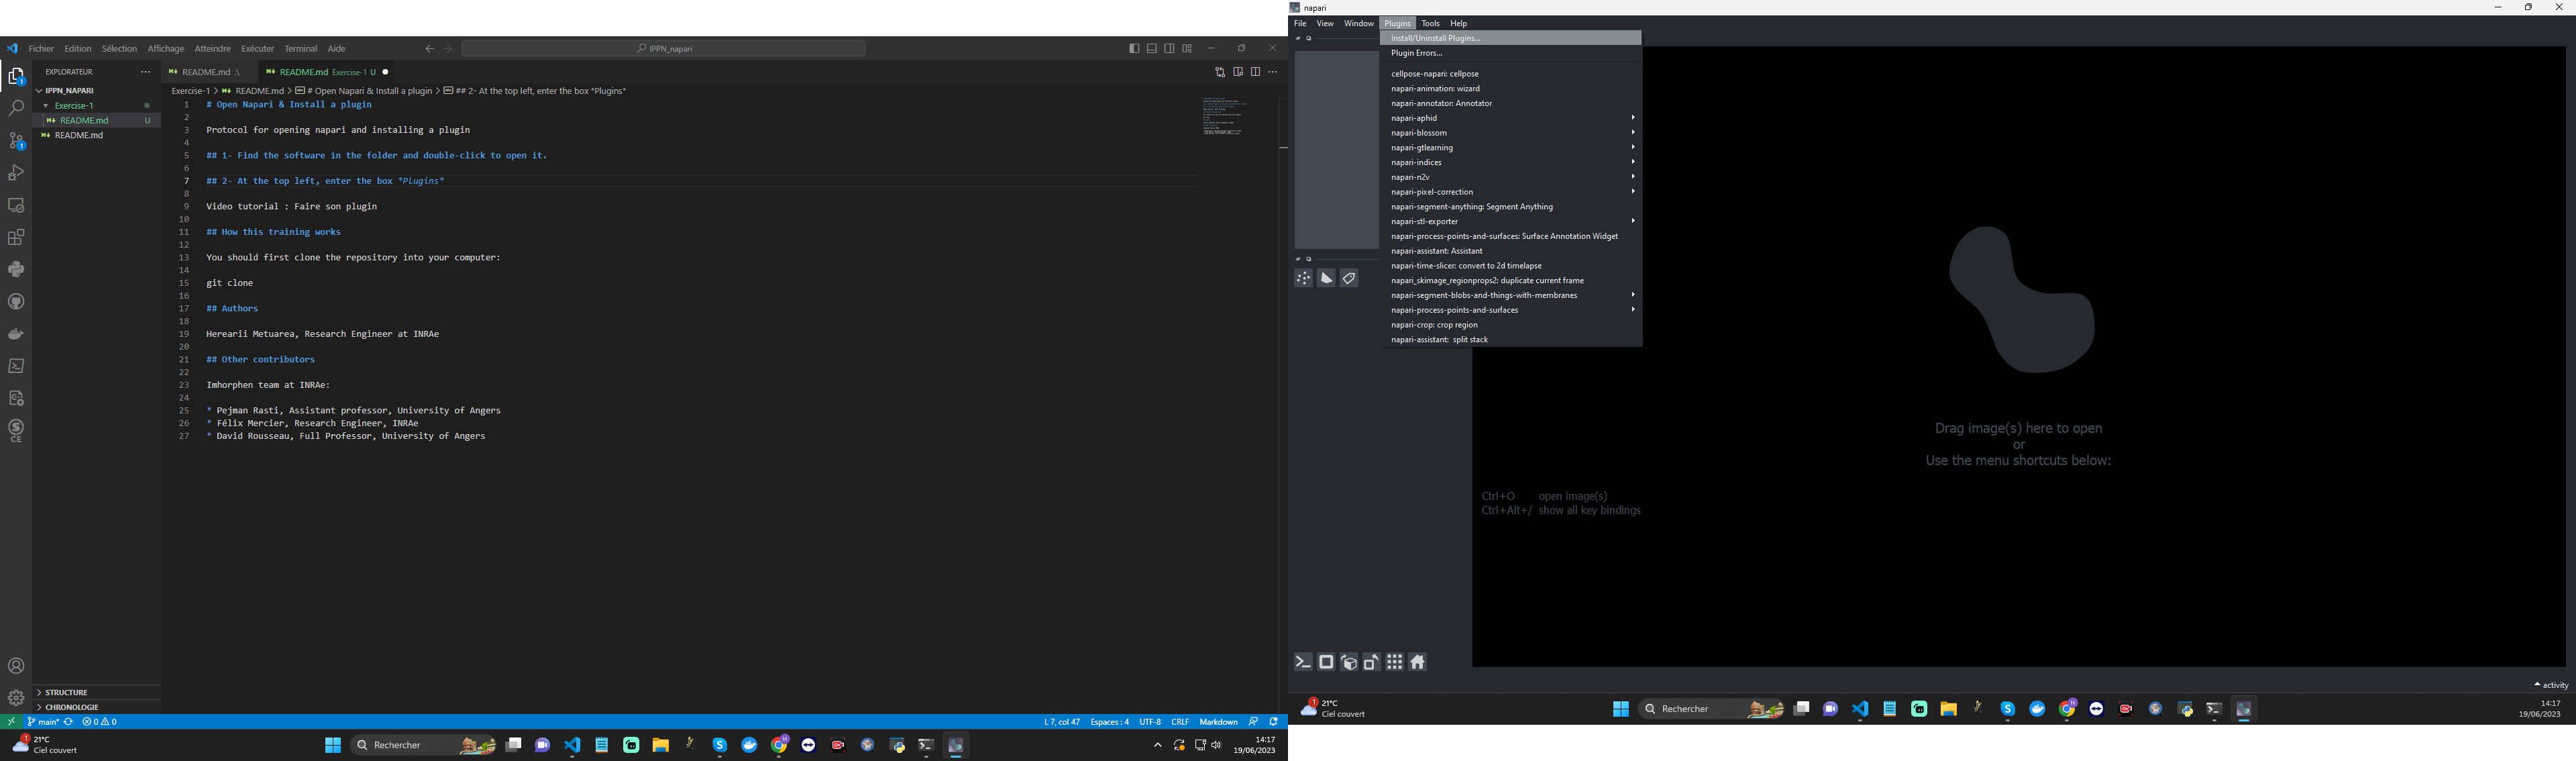 Fichier Edition Sélection Affichage Atteindre Exécuter Terminal Aide
IPPN_napari
EXPLORATEUR
IPPN_NAPARI
Exercise-1
README.md U
README.md
STRUCTURE
CHRONOLOGIE
README.md .\
README.md Exercise-1 U
Exercise-1 > README.md > # Open Napari & Install a plugin > ## 2- At the top left, enter the box *Plugins*
1 # Open Napari & Install a plugin
2
3 Protocol for opening napari and installing a plugin
4
5 ## 1- Find the software in the folder and double-click to open it.
6
7 ## 2- At the top left, enter the box *Plugins*
8
9 Video tutorial : Faire son plugin
10
11 ## How this training works
12
13 You should first clone the repository into your computer:
14
15 git clone
16
17 ## Authors
18
19 Herearii Metuarea, Research Engineer at INRAe
20
21 ## Other contributors
22
23 Imhorphen team at INRAe:
24
25 * Pejman Rasti, Assistant professor, University of Angers
26 * Félix Mercier, Research Engineer, INRAe
27 * David Rousseau, Full Professor, University of Angers
main* 0 0
L 7, col 47 Espaces : 4 UTF-8 CRLF Markdown
1
21°C
Ciel couvert
Rechercher
14:17
19/06/2023
napari
File View Window Plugins Tools Help
Install/Uninstall Plugins...
Plugin Errors...
cellpose-napari: cellpose
napari-animation: wizard
napari-annotator: Annotator
napari-aphid
napari-blossom
napari-gtlearning
napari-indices
napari-n2v
napari-pixel-correction
napari-segment-anything: Segment Anything
napari-stl-exporter
napari-process-points-and-surfaces: Surface Annotation Widget
napari-assistant: Assistant
napari-time-slicer: convert to 2d timelapse
napari_skimage_regionprops2: duplicate current frame
napari-segment-blobs-and-things-with-membranes
napari-process-points-and-surfaces
napari-crop: crop region
napari-assistant: split stack
Drag image(s) here to open
or
Use the menu shortcuts below:
Ctrl+O open image(s)
Ctrl+Alt+/ show all key bindings
activity
1
21°C
Ciel couvert
Rechercher
14:17
19/06/2023